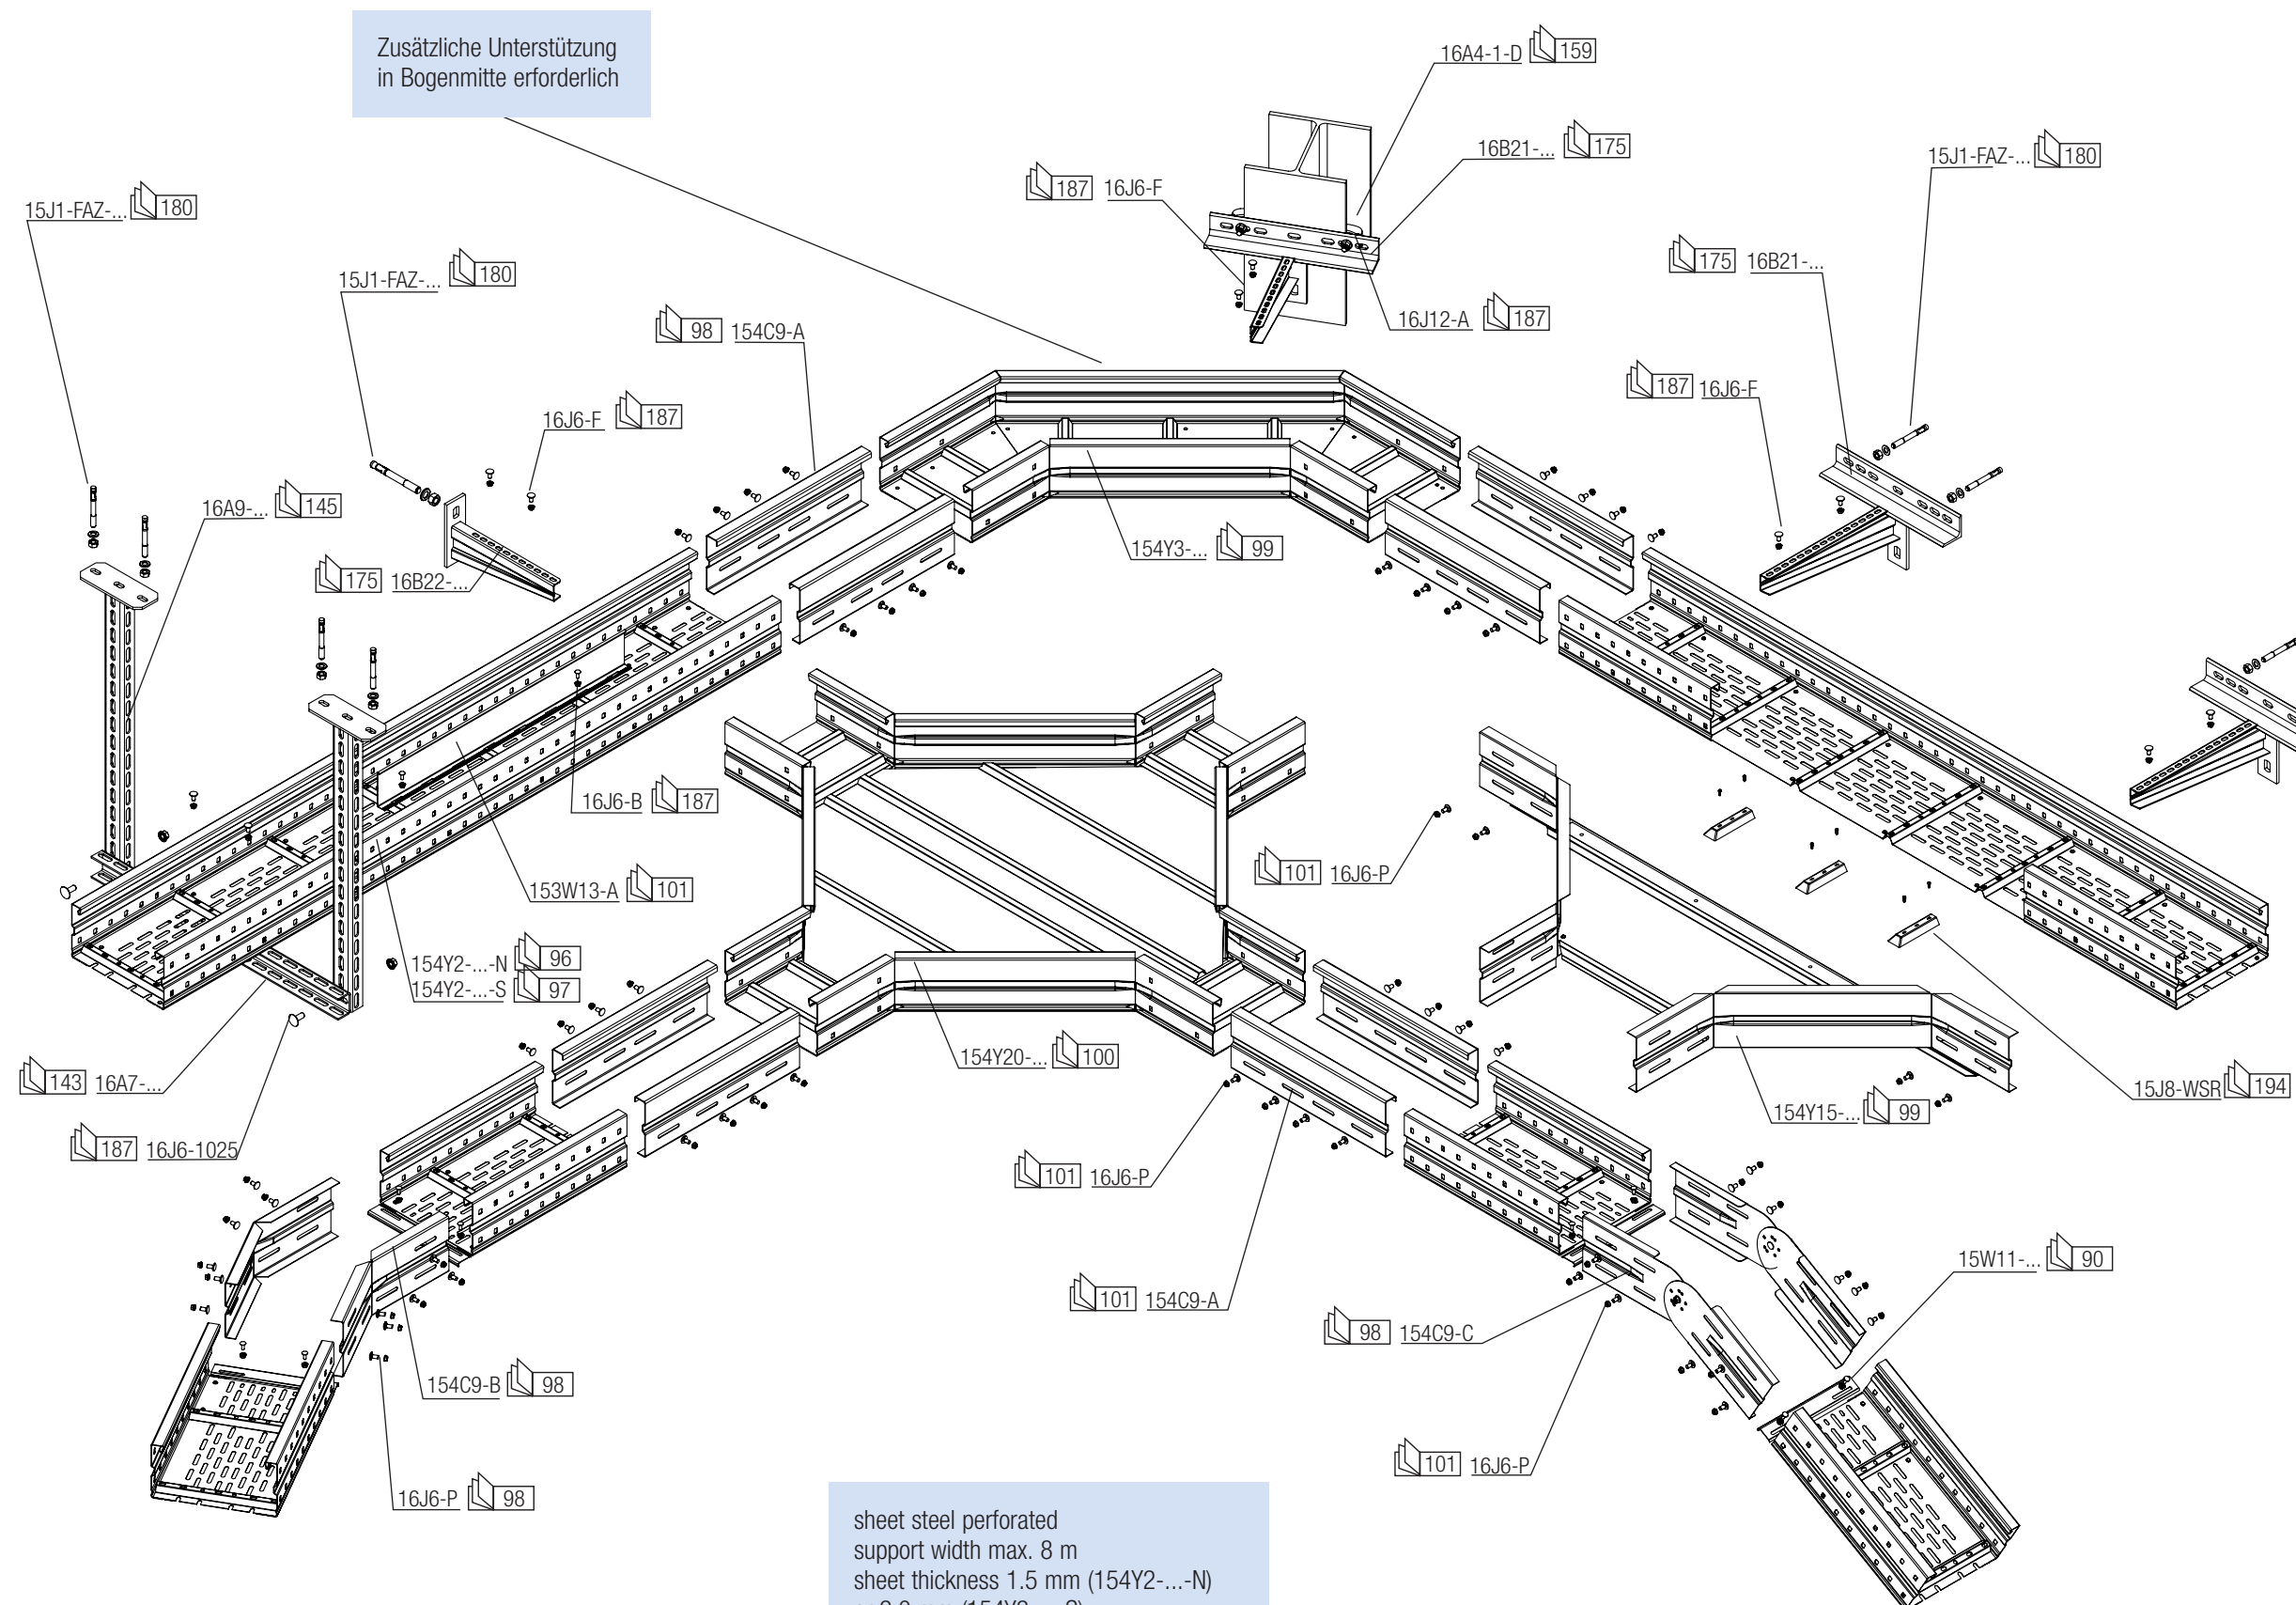 Zusätzliche Unterstützung
in Bogenmitte erforderlich
16A4-1-D 159
16B21-... 175
187 16J6-F
15J1-FAZ-... 180
15J1-FAZ-... 180
15J1-FAZ-... 180
175 16B21-...
98 154C9-A
16J12-A 187
187 16J6-F
16J6-F 187
16A9-... 145
154Y3-... 99
175 16B22-...
16J6-B 187
101 16J6-P
153W13-A 101
154Y2-...-N 96
154Y2-...-S 97
154Y20-... 100
143 16A7-...
15J8-WSR 194
154Y15-... 99
187 16J6-1025
101 16J6-P
15W11-... 90
101 154C9-A
98 154C9-C
154C9-B 98
101 16J6-P
16J6-P 98
sheet steel perforated
support width max. 8 m
sheet thickness 1.5 mm (154Y2-...-N)